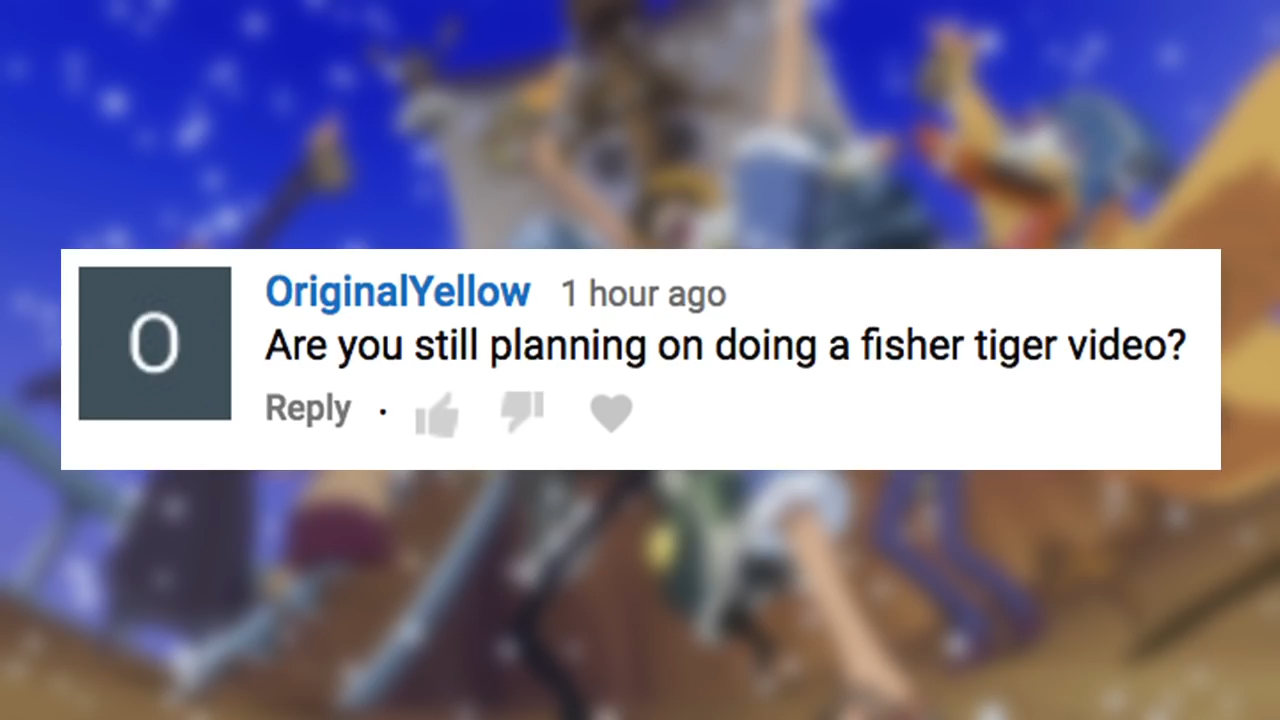 O
OriginalYellow 1 hour ago
Are you still planning on doing a fisher tiger video?
Reply ·